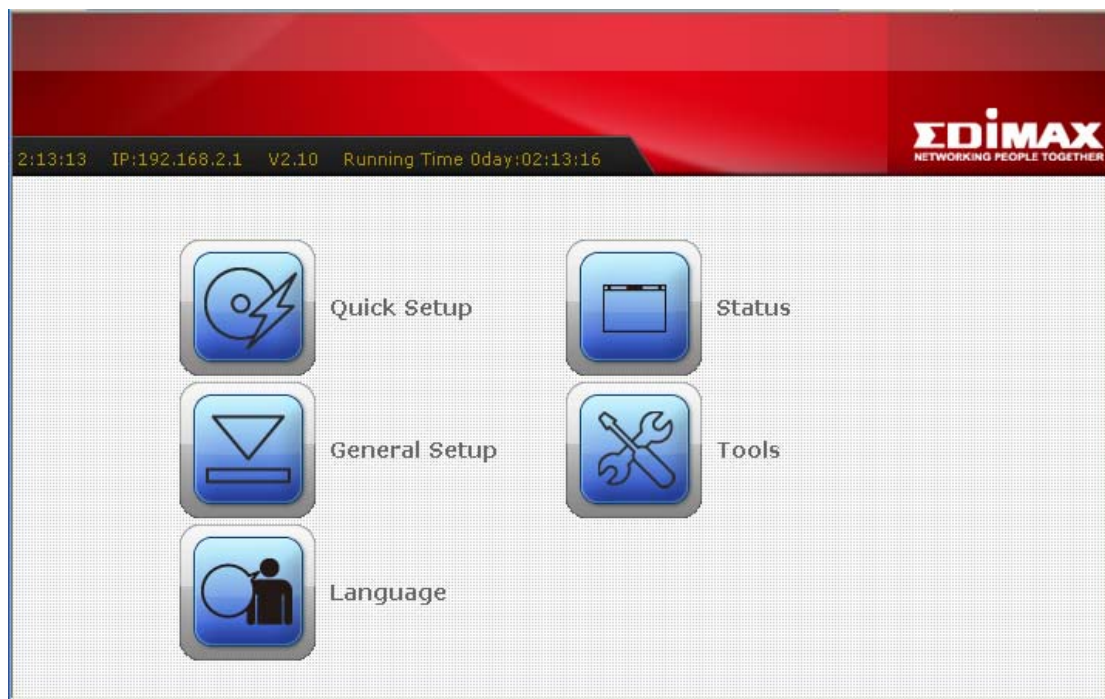 EDiMAX
NETWORKING PEOPLE TOGETHER
2:13:13 IP:192.168.2.1 V2.10 Running Time 0day:02:13:16
Quick Setup
Status
General Setup
Tools
Language